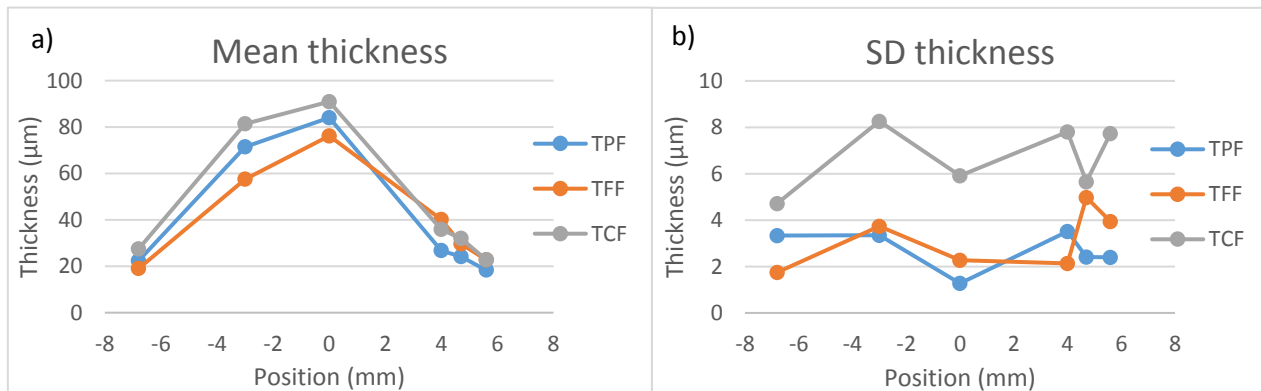 a)
Mean thickness
Thickness (µm)
100
80
60
40
20
0
-8 -6 -4 -2 0 2 4 6 8
Position (mm)
TPF
TFF
TCF
b)
SD thickness
Thickness (µm)
10
8
6
4
2
0
-8 -6 -4 -2 0 2 4 6 8
Position (mm)
TPF
TFF
TCF